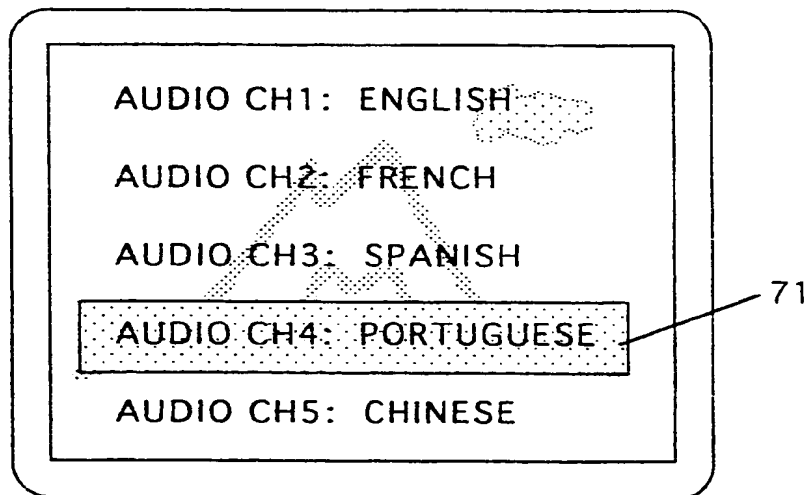 AUDIO CH1: ENGLISH
AUDIO CH2: FRENCH
AUDIO CH3: SPANISH
AUDIO CH4: PORTUGUESE
71
AUDIO CH5: CHINESE